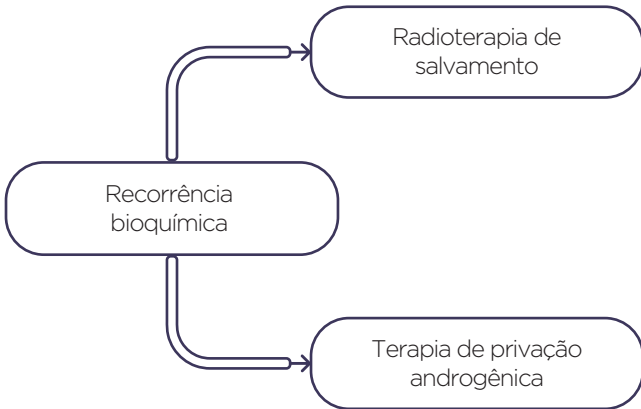 Radioterapia de
salvamento
Recorrência
bioquímica
Terapia de privação
androgênica